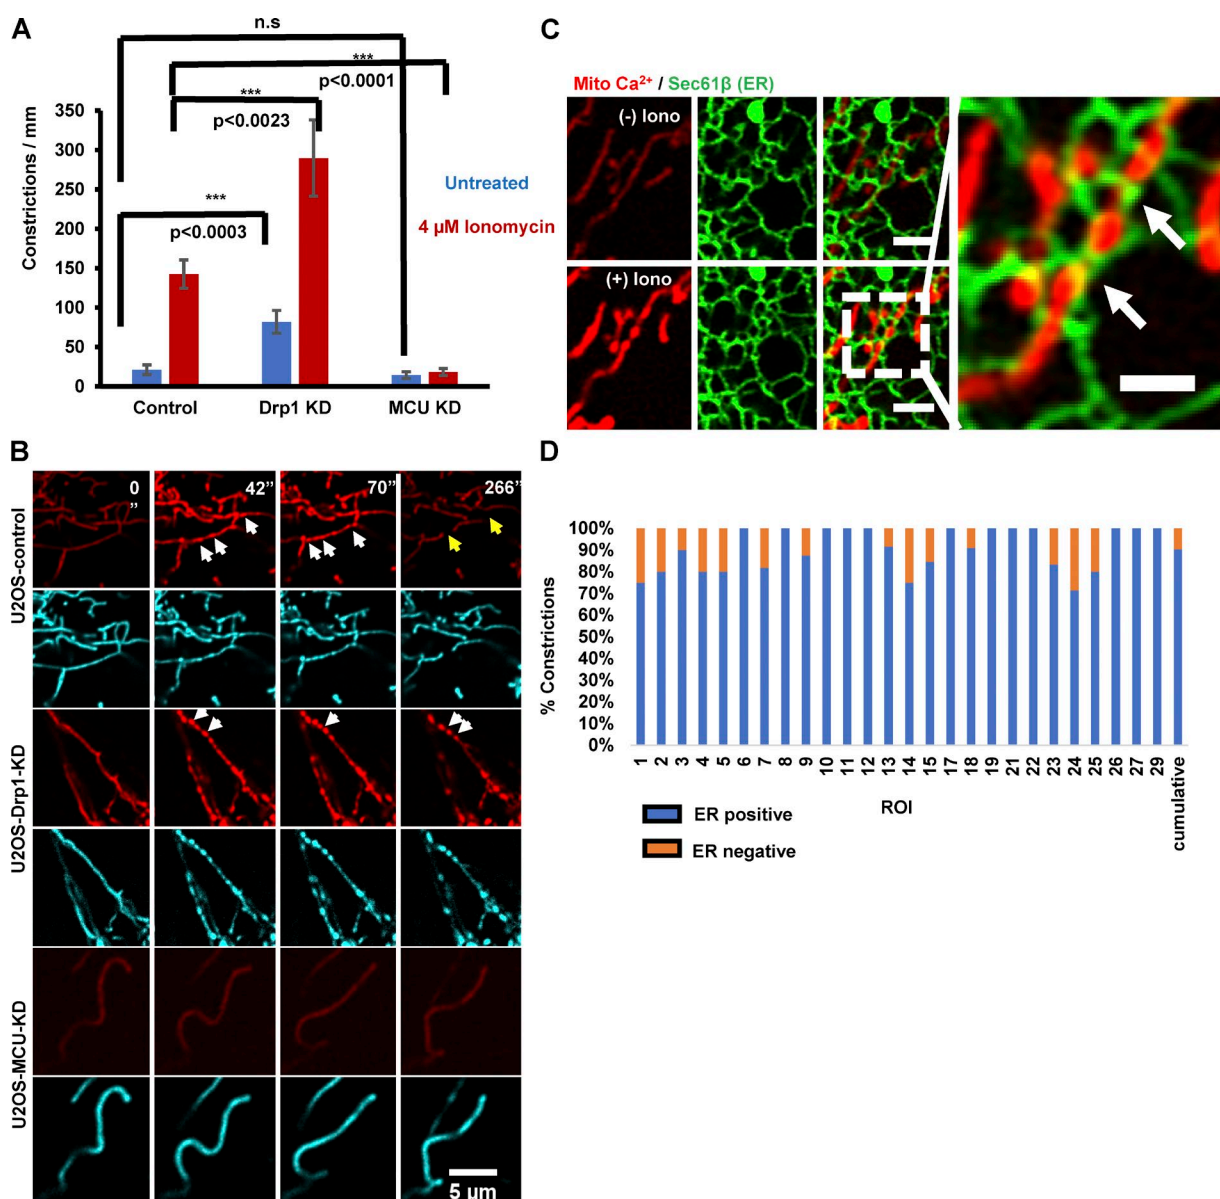 A
n.s
***
p<0.0001
***
p<0.0023
***
p<0.0003
Constrictions / mm
350
300
250
200
150
100
50
0
Untreated
4 µM Ionomycin
Control
Drp1 KD
MCU KD
B
U2OS-control
0
”
42”
70”
266”
U2OS-Drp1-KD
U2OS-MCU-KD
5 µm
C
Mito Ca²⁺ / Sec61β (ER)
(-) Iono
(+) Iono
D
% Constrictions
100%
90%
80%
70%
60%
50%
40%
30%
20%
10%
0%
1 2 3 4 5 6 7 8 9 10 11 12 13 14 15 17 18 19 21 22 23 24 25 26 27 29 cumulative
ROI
ER positive
ER negative